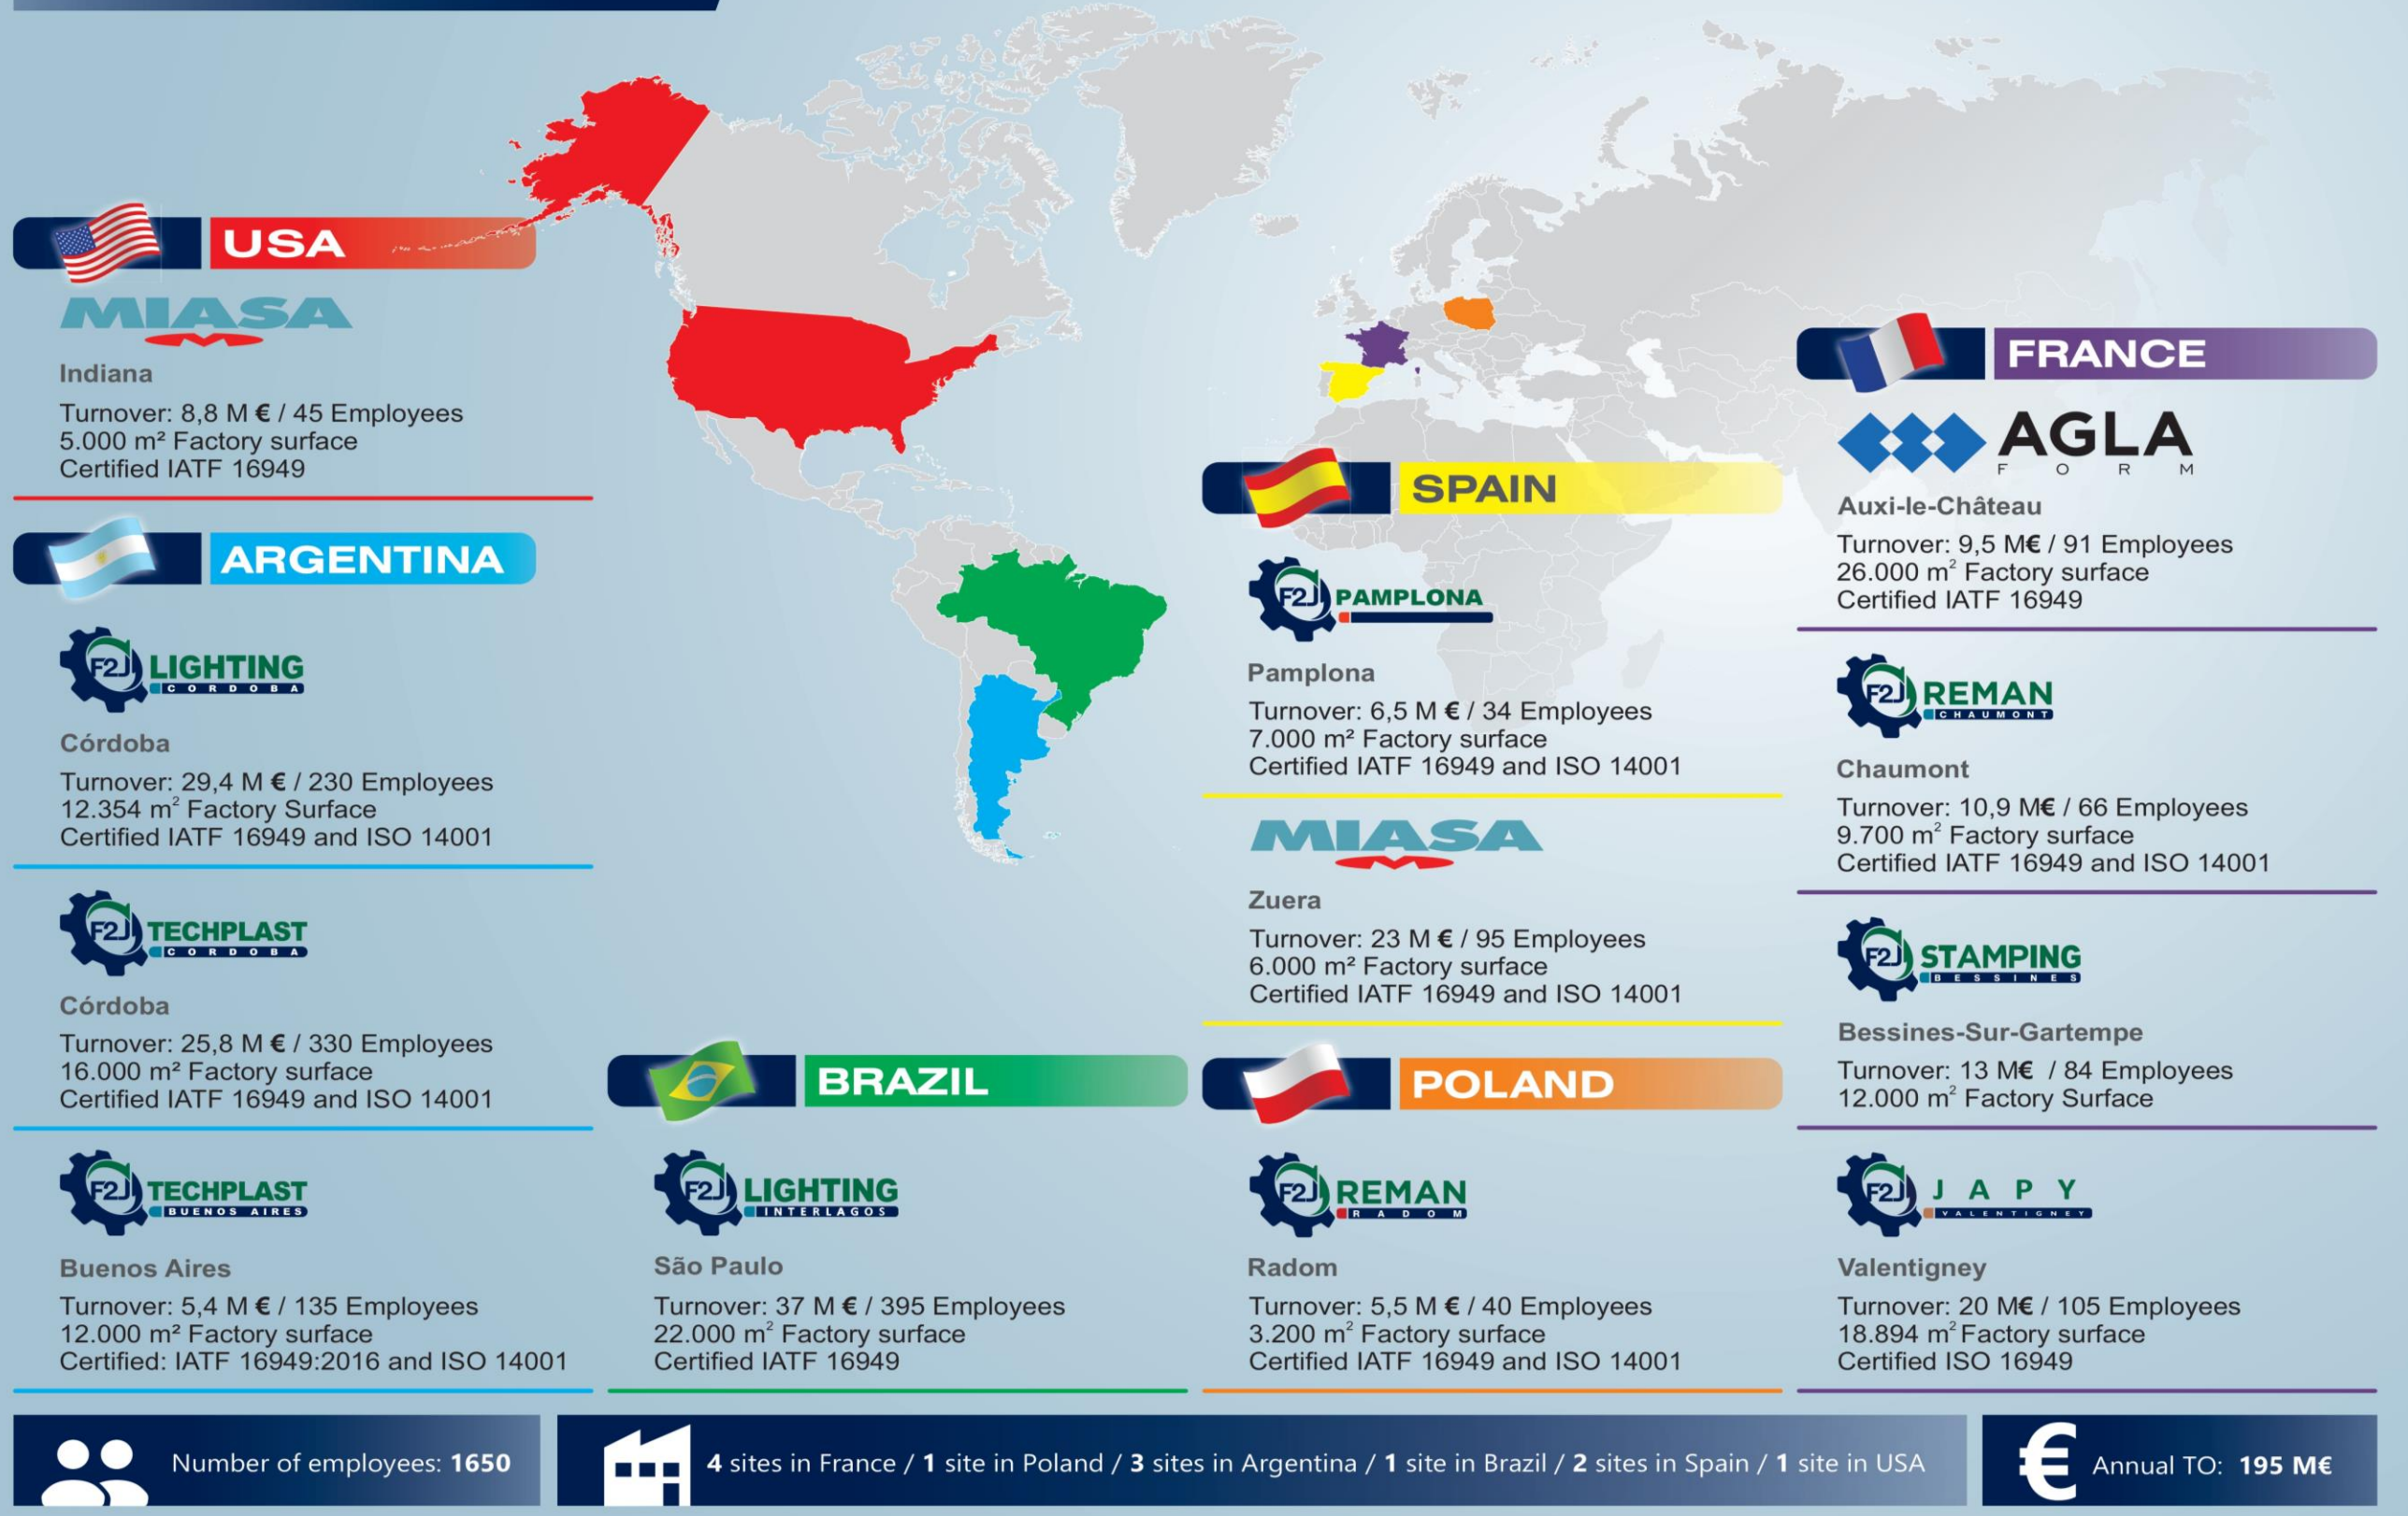 USA
MIASA
Indiana
Turnover: 8,8 M € / 45 Employees
5.000 m² Factory surface
Certified IATF 16949
ARGENTINA
F2J LIGHTING
CORDOBA
Córdoba
Turnover: 29,4 M € / 230 Employees
12.354 m² Factory Surface
Certified IATF 16949 and ISO 14001
F2J TECHPLAST
CORDOBA
Córdoba
Turnover: 25,8 M € / 330 Employees
16.000 m² Factory surface
Certified IATF 16949 and ISO 14001
F2J TECHPLAST
BUENOS AIRES
Buenos Aires
Turnover: 5,4 M € / 135 Employees
12.000 m² Factory surface
Certified: IATF 16949:2016 and ISO 14001
BRAZIL
F2J LIGHTING
INTERLAGOS
São Paulo
Turnover: 37 M € / 395 Employees
22.000 m² Factory surface
Certified IATF 16949
SPAIN
F2J PAMPLONA
Pamplona
Turnover: 6,5 M € / 34 Employees
7.000 m² Factory surface
Certified IATF 16949 and ISO 14001
MIASA
Zuera
Turnover: 23 M € / 95 Employees
6.000 m² Factory surface
Certified IATF 16949 and ISO 14001
POLAND
F2J REMAN
RADOM
Radom
Turnover: 5,5 M € / 40 Employees
3.200 m² Factory surface
Certified IATF 16949 and ISO 14001
FRANCE
AGLA
FORM
Auxi-le-Château
Turnover: 9,5 M€ / 91 Employees
26.000 m² Factory surface
Certified IATF 16949
F2J REMAN
CHAUMONT
Chaumont
Turnover: 10,9 M€ / 66 Employees
9.700 m² Factory surface
Certified IATF 16949 and ISO 14001
F2J STAMPING
BESSINES
Bessines-Sur-Gartempe
Turnover: 13 M€ / 84 Employees
12.000 m² Factory Surface
F2J JAPY
VALENTIGNEY
Valentigney
Turnover: 20 M€ / 105 Employees
18.894 m² Factory surface
Certified ISO 16949
Number of employees: 1650
4 sites in France / 1 site in Poland / 3 sites in Argentina / 1 site in Brazil / 2 sites in Spain / 1 site in USA
€ Annual TO: 195 M€